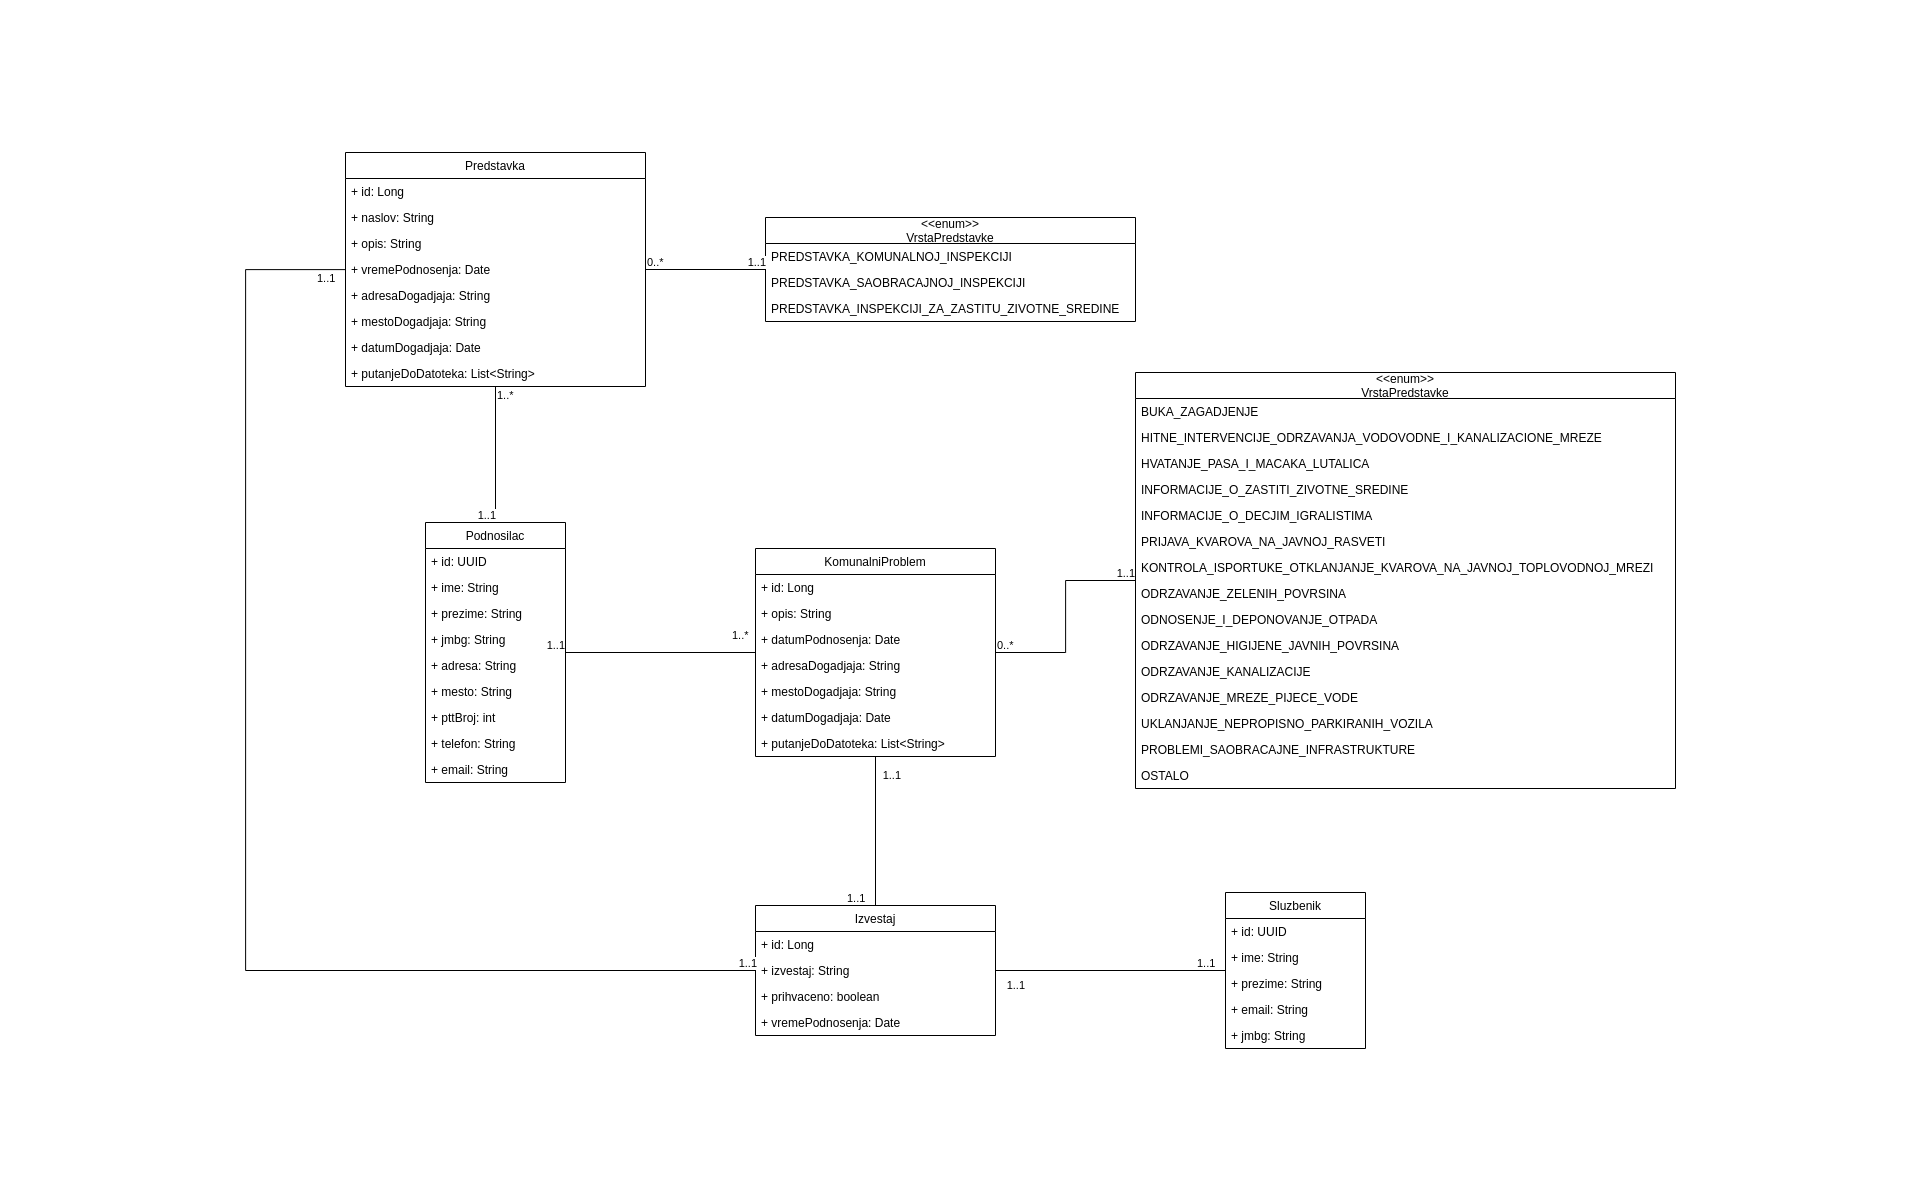 Predstavka
+ id: Long
+ naslov: String
+ opis: String
+ vremePodnosenja: Date
+ adresaDogadjaja: String
+ mestoDogadjaja: String
+ datumDogadjaja: Date
+ putanjeDoDatoteka: List<String>
1..1
0..*
1..1
1..*
<<enum>>
VrstaPredstavke
PREDSTAVKA_KOMUNALNOJ_INSPEKCIJI
PREDSTAVKA_SAOBRACAJNOJ_INSPEKCIJI
PREDSTAVKA_INSPEKCIJI_ZA_ZASTITU_ZIVOTNE_SREDINE
<<enum>>
VrstaPredstavke
BUKA_ZAGADJENJE
HITNE_INTERVENCIJE_ODRZAVANJA_VODOVODNE_I_KANALIZACIONE_MREZE
HVATANJE_PASA_I_MACAKA_LUTALICA
INFORMACIJE_O_ZASTITI_ZIVOTNE_SREDINE
INFORMACIJE_O_DECJIM_IGRALISTIMA
PRIJAVA_KVAROVA_NA_JAVNOJ_RASVETI
KONTROLA_ISPORTUKE_OTKLANJANJE_KVAROVA_NA_JAVNOJ_TOPLOVODNOJ_MREZI
ODRZAVANJE_ZELENIH_POVRSINA
ODNOSENJE_I_DEPONOVANJE_OTPADA
ODRZAVANJE_HIGIJENE_JAVNIH_POVRSINA
ODRZAVANJE_KANALIZACIJE
ODRZAVANJE_MREZE_PIJECE_VODE
UKLANJANJE_NEPROPISNO_PARKIRANIH_VOZILA
PROBLEMI_SAOBRACAJNE_INFRASTRUKTURE
OSTALO
1..1
1..1
Podnosilac
+ id: UUID
+ ime: String
+ prezime: String
+ jmbg: String
+ adresa: String
+ mesto: String
+ pttBroj: int
+ telefon: String
+ email: String
1..1
1..*
KomunalniProblem
+ id: Long
+ opis: String
+ datumPodnosenja: Date
+ adresaDogadjaja: String
+ mestoDogadjaja: String
+ datumDogadjaja: Date
+ putanjeDoDatoteka: List<String>
0..*
1..1
1..1
Izvestaj
+ id: Long
+ izvestaj: String
+ prihvaceno: boolean
+ vremePodnosenja: Date
1..1
1..1
1..1
Sluzbenik
+ id: UUID
+ ime: String
+ prezime: String
+ email: String
+ jmbg: String